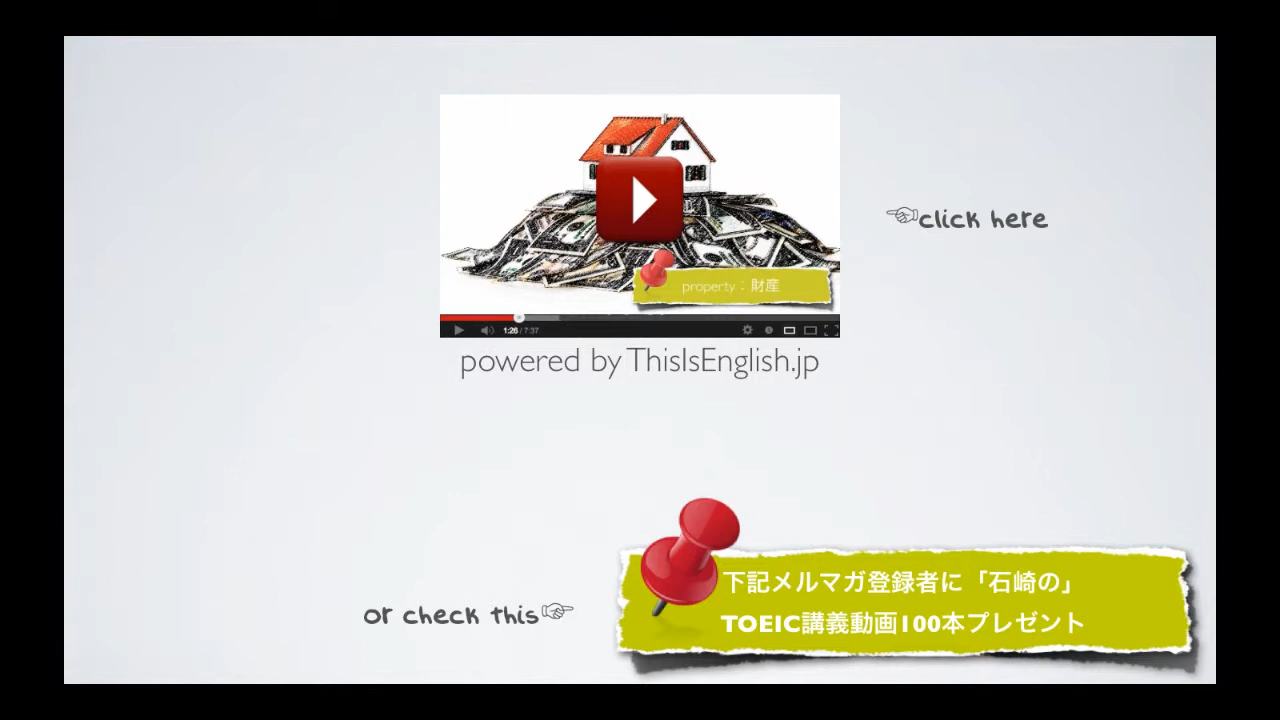 property：財産
1:26 / 7:37
☜click here
powered by ThisIsEnglish.jp
下記メルマガ登録者に「石崎の」
or check this☞
TOEIC講義動画100本プレゼント